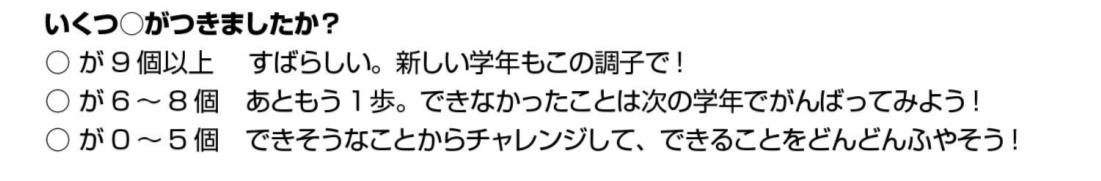 いくつ○がつきましたか?
○が9個以上　すばらしい。新しい学年もこの調子で!
○が6〜8個　あともう1歩。できなかったことは次の学年でがんばってみよう!
○が0〜5個　できそうなことからチャレンジして、できることをどんどんふやそう!